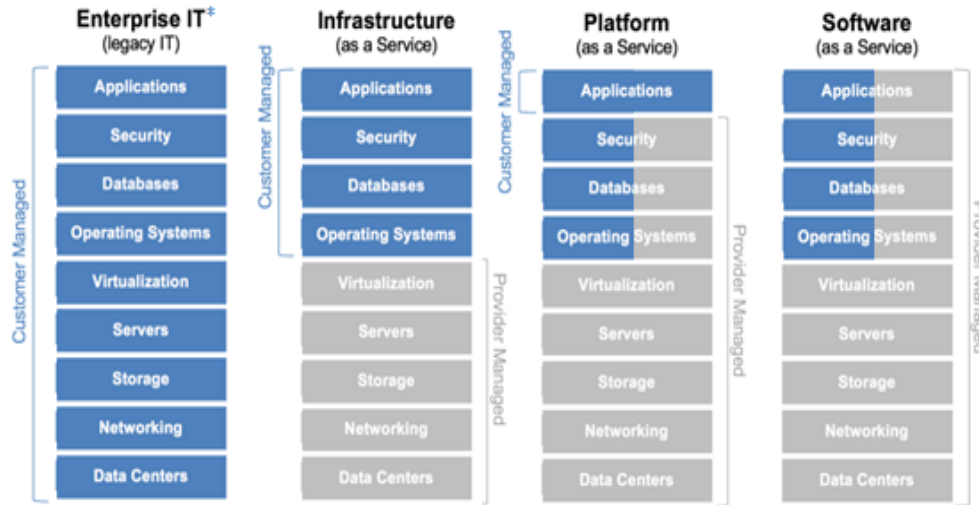 Enterprise IT*
(legacy IT)
Customer Managed
Applications
Security
Databases
Operating Systems
Virtualization
Servers
Storage
Networking
Data Centers
Infrastructure
(as a Service)
Customer Managed
Applications
Security
Databases
Operating Systems
Virtualization
Servers
Storage
Networking
Data Centers
Provider Managed
Platform
(as a Service)
Customer Managed
Applications
Security
Databases
Operating Systems
Virtualization
Servers
Storage
Networking
Data Centers
Provider Managed
Software
(as a Service)
Applications
Security
Databases
Operating Systems
Virtualization
Servers
Storage
Networking
Data Centers
Provider Managed